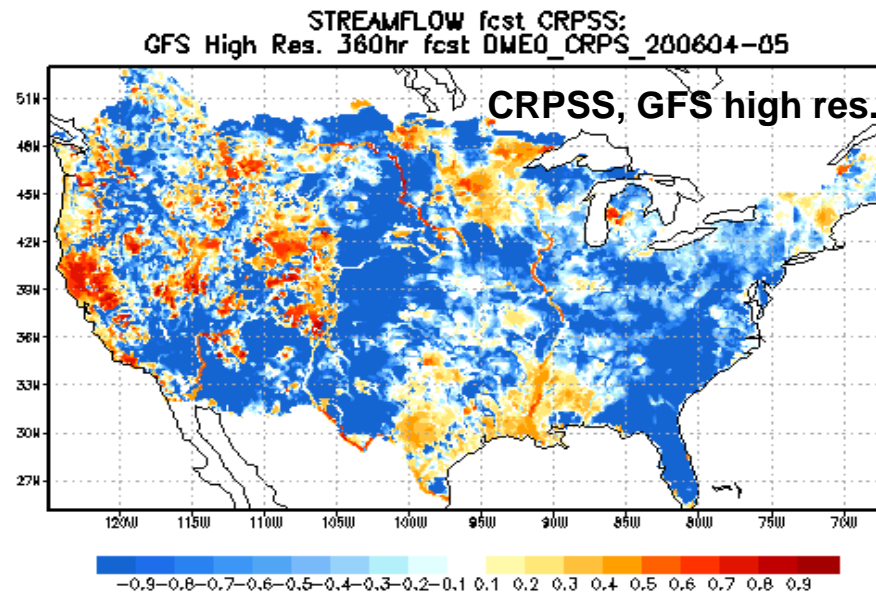 STREAMFLOW fcst CRPSS:
GFS High Res. 360hr fcst DMEO_CRPS_200604-05
CRPSS, GFS high res.
51N
48N
45N
42N
39N
36N
33N
30N
27N
120W 115W 110W 105W 100W 95W 90W 85W 80W 75W 70W
-0.9-0.8-0.7-0.6-0.5-0.4-0.3-0.2-0.1 0.1 0.2 0.3 0.4 0.5 0.6 0.7 0.8 0.9